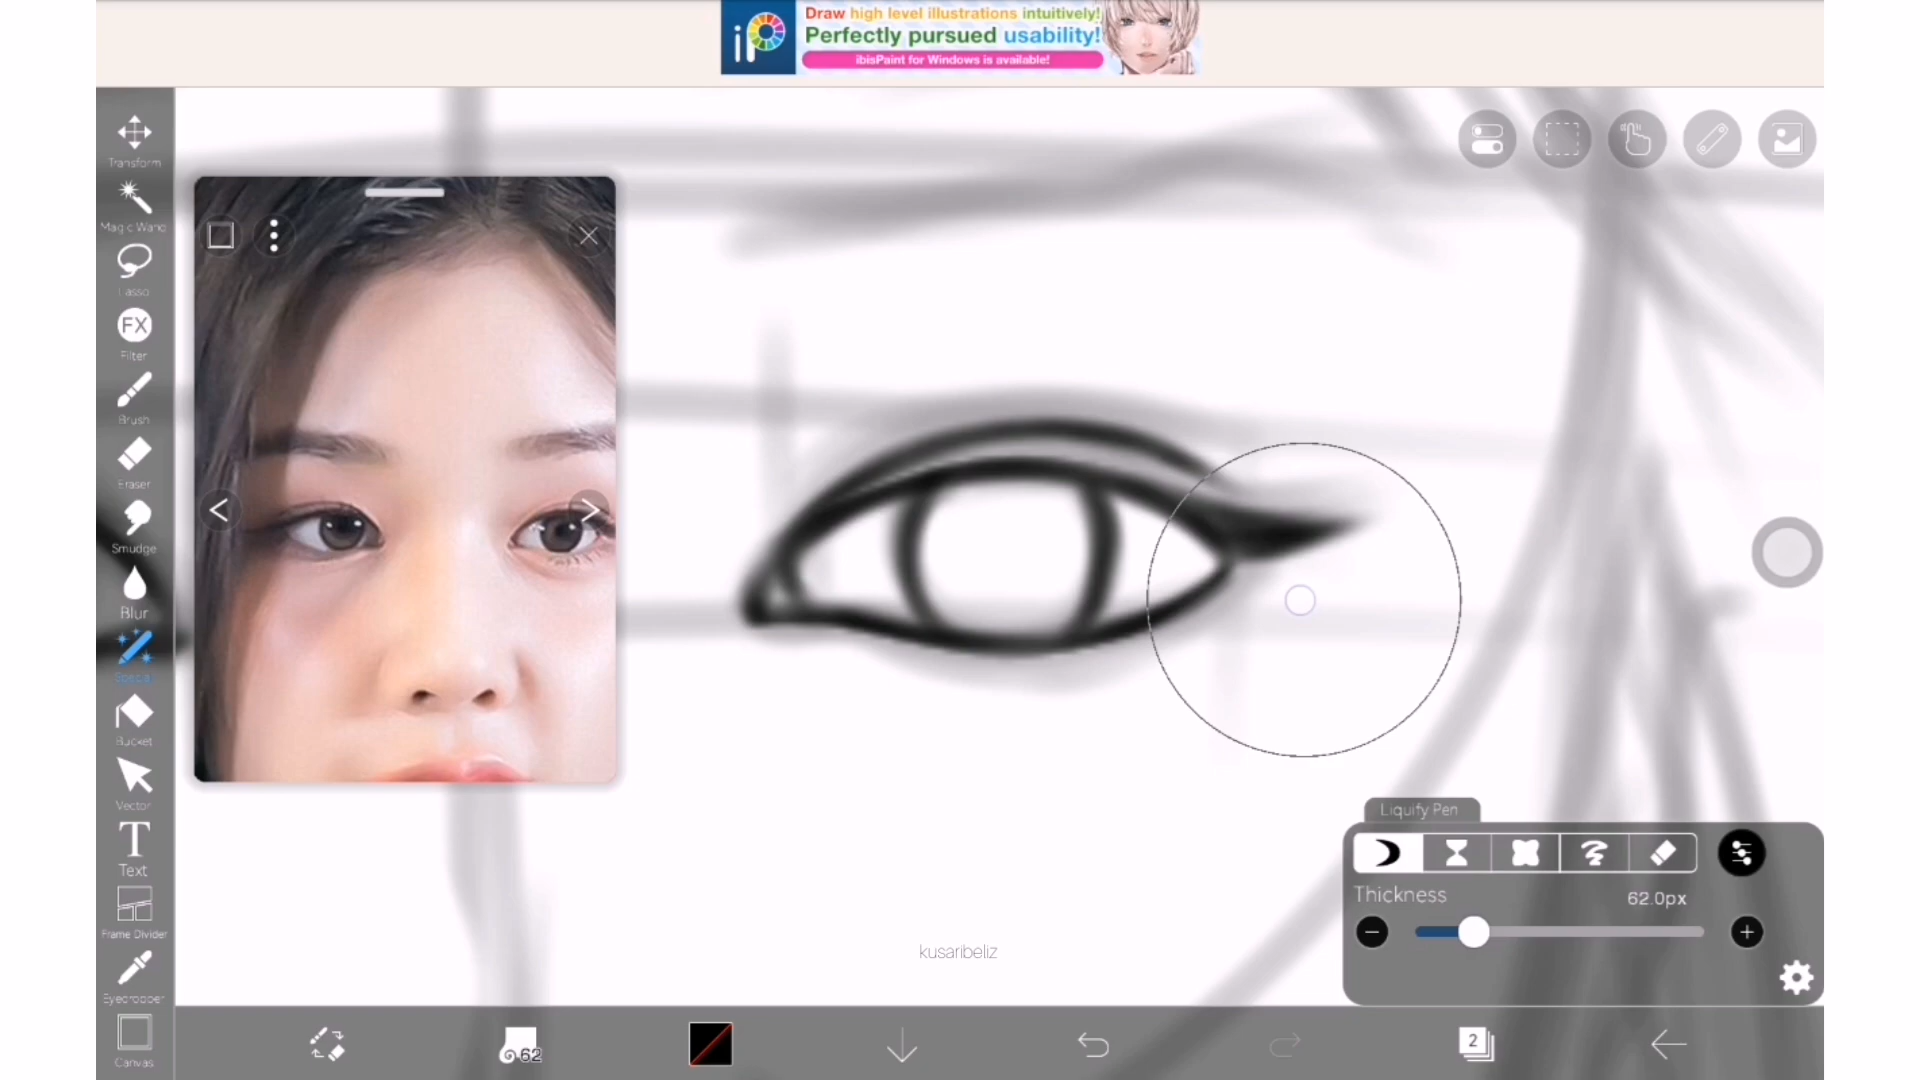 Draw high level illustrations intuitively!
iP
Perfectly pursued usability!
ibisPaint for Windows is available!
Transform
Magic Wand
Lasso
FX
Filter
Brush
Eraser
Smudge
Blur
Special
Bucket
Vector
T
Text
Frame Divider
Eyedropper
Canvas
Liquify Pen
Thickness
62.0px
kusaribeliz
62
2